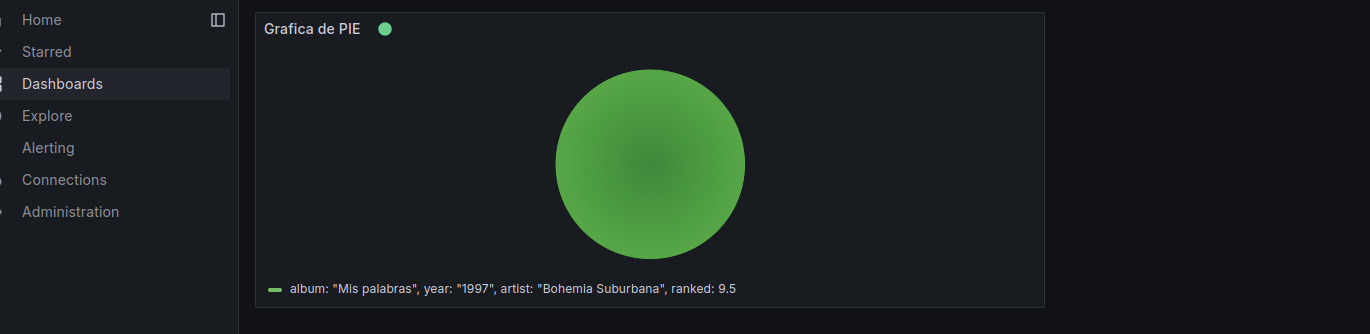 Home
Starred
Dashboards
Explore
Alerting
Connections
Administration
Grafica de PIE
album: "Mis palabras", year: "1997", artist: "Bohemia Suburbana", ranked: 9.5